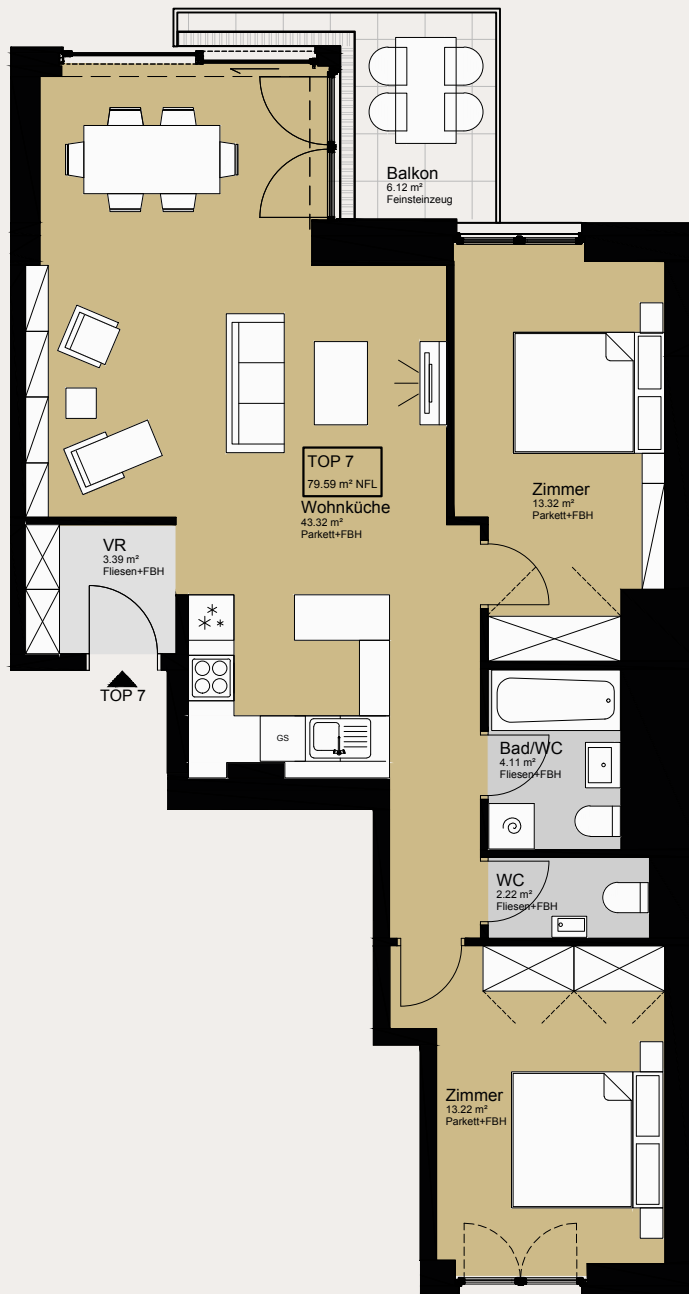 Balkon
6.12 m²
Feinsteinzeug
TOP 7
79.59 m² NFL
Wohnküche
43.32 m²
Parkett+FBH
Zimmer
13.32 m²
Parkett+FBH
VR
3.39 m²
Fliesen+FBH
TOP 7
GS
Bad/WC
4.11 m²
Fliesen+FBH
WC
2.22 m²
Fliesen+FBH
Zimmer
13.22 m²
Parkett+FBH